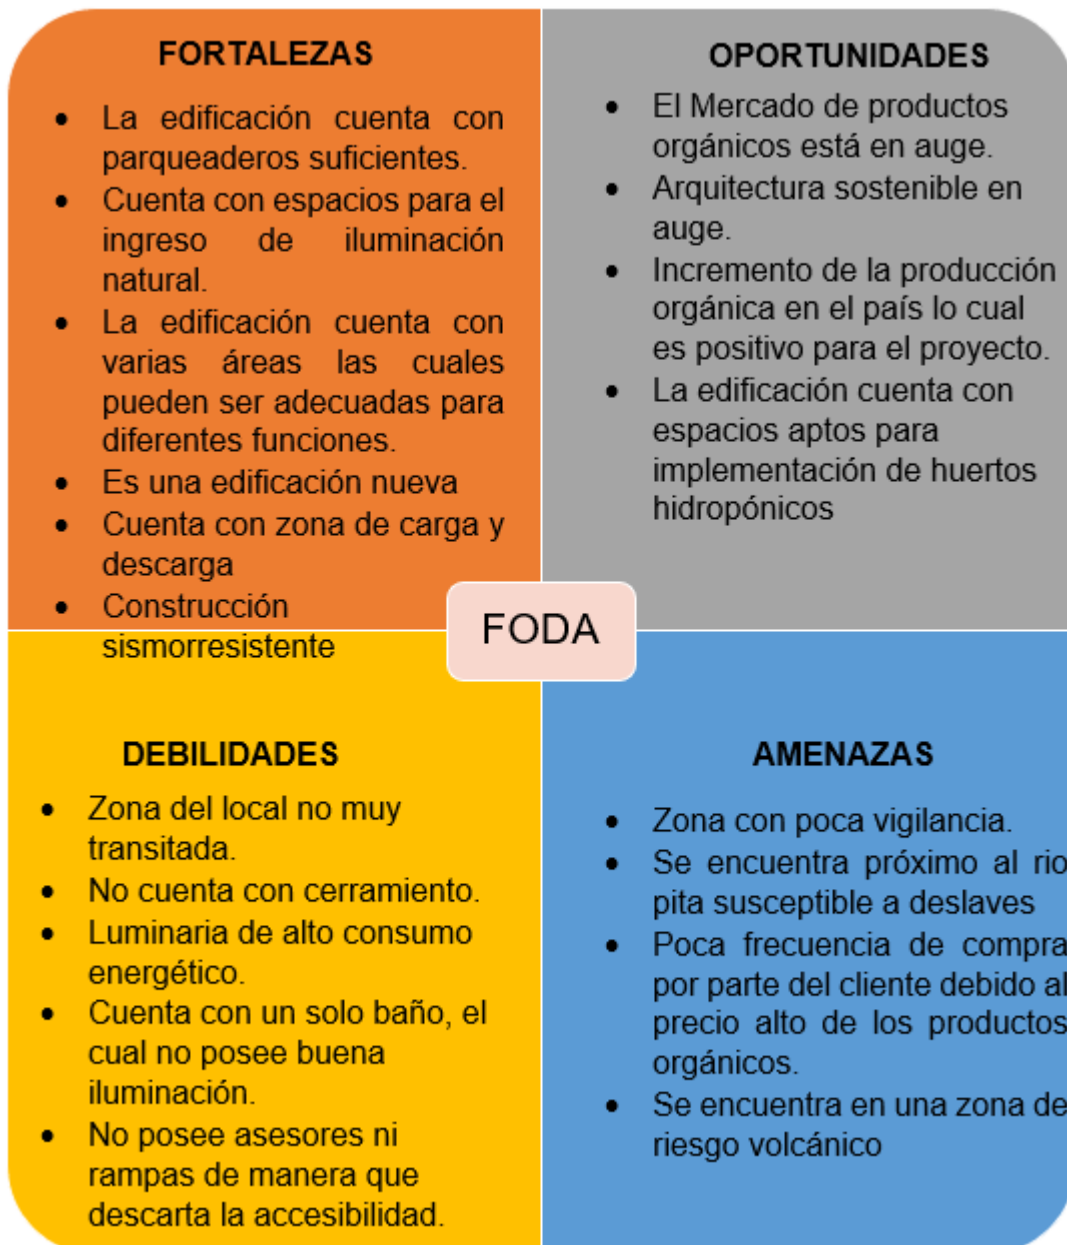 FORTALEZAS
• La edificación cuenta con
parqueaderos suficientes.
• Cuenta con espacios para el
ingreso de iluminación
natural.
• La edificación cuenta con
varias áreas las cuales
pueden ser adecuadas para
diferentes funciones.
• Es una edificación nueva
• Cuenta con zona de carga y
descarga
• Construcción
sismorresistente
OPORTUNIDADES
• El Mercado de productos
orgánicos está en auge.
• Arquitectura sostenible en
auge.
• Incremento de la producción
orgánica en el país lo cual
es positivo para el proyecto.
• La edificación cuenta con
espacios aptos para
implementación de huertos
hidropónicos
FODA
DEBILIDADES
• Zona del local no muy
transitada.
• No cuenta con cerramiento.
• Luminaria de alto consumo
energético.
• Cuenta con un solo baño, el
cual no posee buena
iluminación.
• No posee asesores ni
rampas de manera que
descarta la accesibilidad.
AMENAZAS
• Zona con poca vigilancia.
• Se encuentra próximo al rio
pita susceptible a deslaves
• Poca frecuencia de compra
por parte del cliente debido al
precio alto de los productos
orgánicos.
• Se encuentra en una zona de
riesgo volcánico